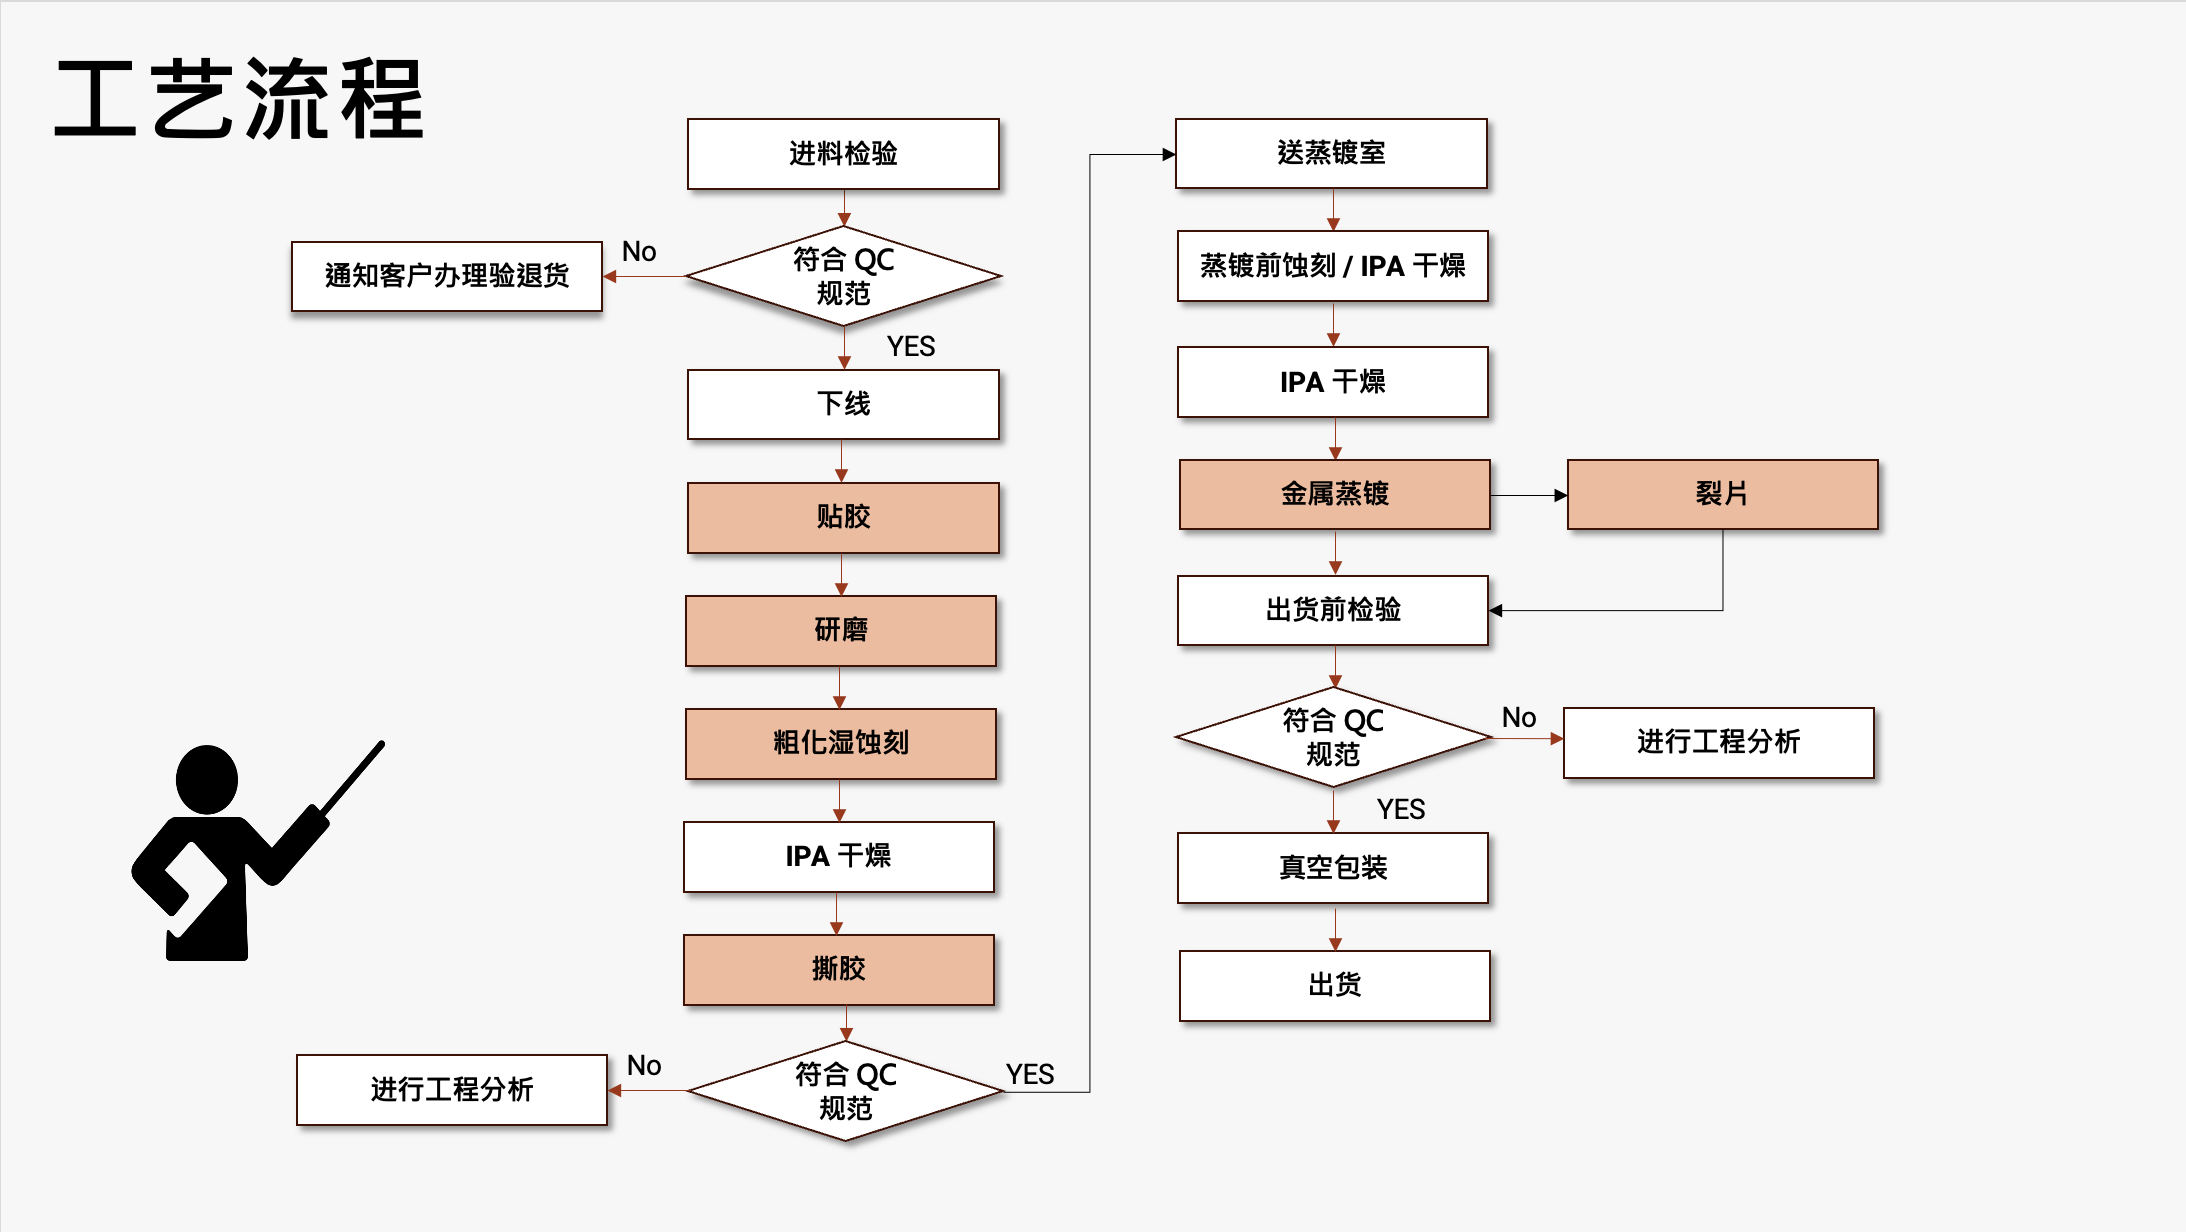 工艺流程
进料检验
符合 QC
规范
No
通知客户办理验退货
YES
下线
贴胶
研磨
粗化湿蚀刻
IPA 干燥
撕胶
符合 QC
规范
No
进行工程分析
YES
送蒸镀室
蒸镀前蚀刻 / IPA 干燥
IPA 干燥
金属蒸镀
裂片
出货前检验
符合 QC
规范
No
进行工程分析
YES
真空包装
出货